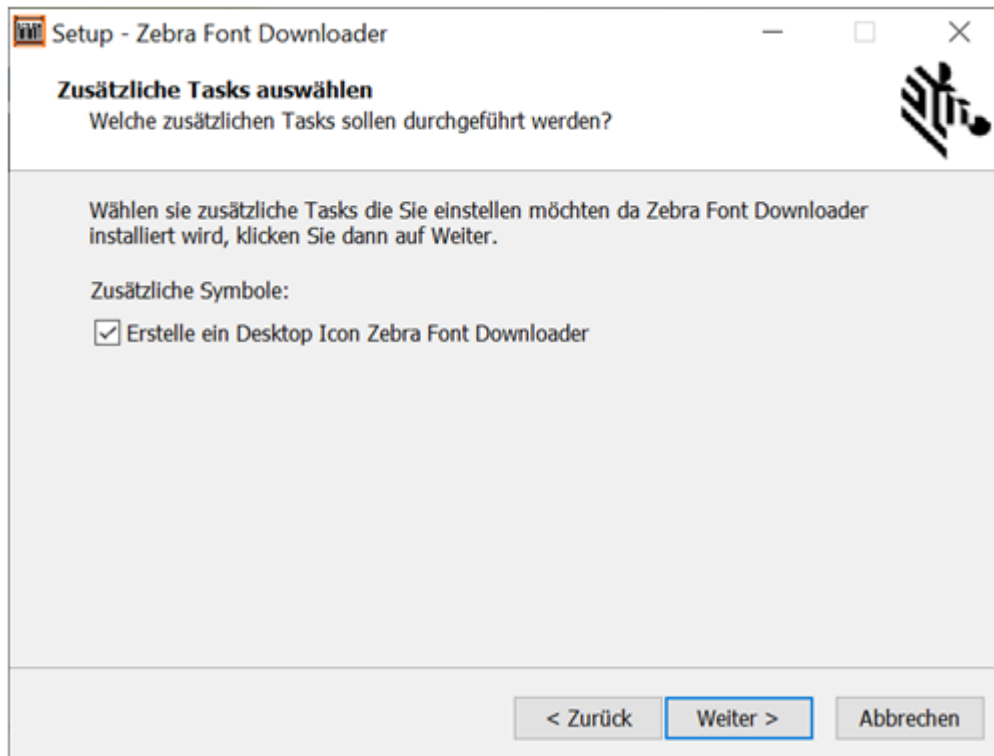 Setup - Zebra Font Downloader
Zusätzliche Tasks auswählen
Welche zusätzlichen Tasks sollen durchgeführt werden?
Wählen sie zusätzliche Tasks die Sie einstellen möchten da Zebra Font Downloader
installiert wird, klicken Sie dann auf Weiter.
Zusätzliche Symbole:
Erstelle ein Desktop Icon Zebra Font Downloader
< Zurück
Weiter >
Abbrechen